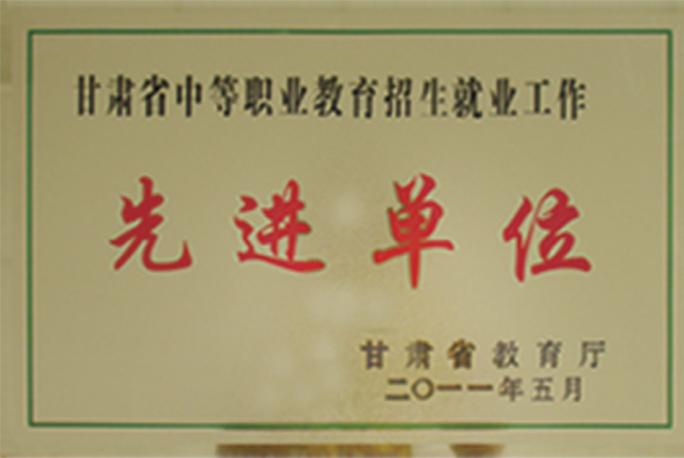 甘肃省中等职业教育招生就业工作
先进单位
甘肃省教育厅
二〇一一年五月